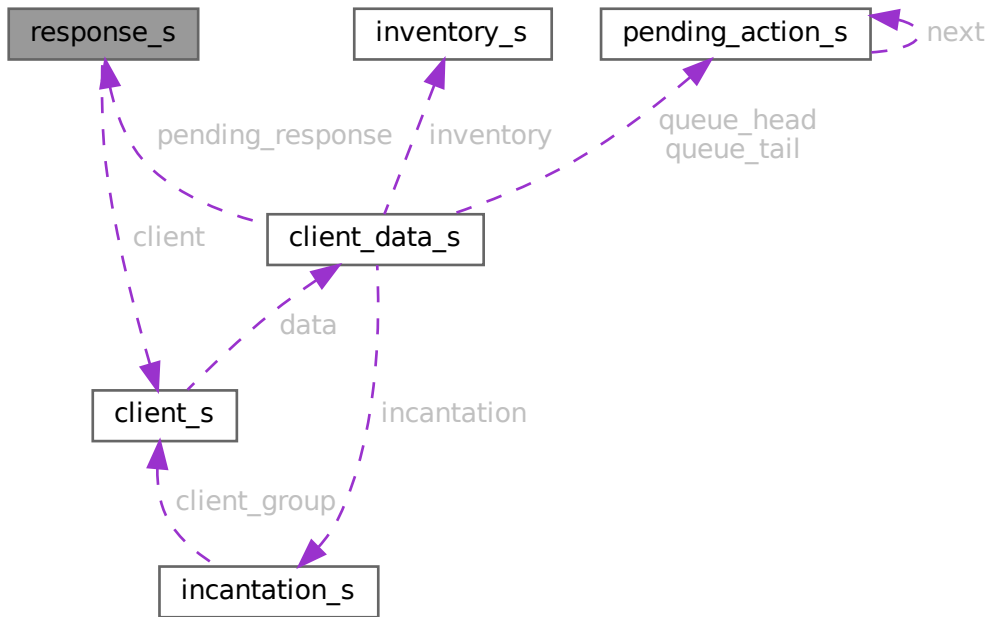 response_s
inventory_s
pending_action_s
next
pending_response
inventory
queue_head
queue_tail
client
client_data_s
data
incantation
client_s
client_group
incantation_s